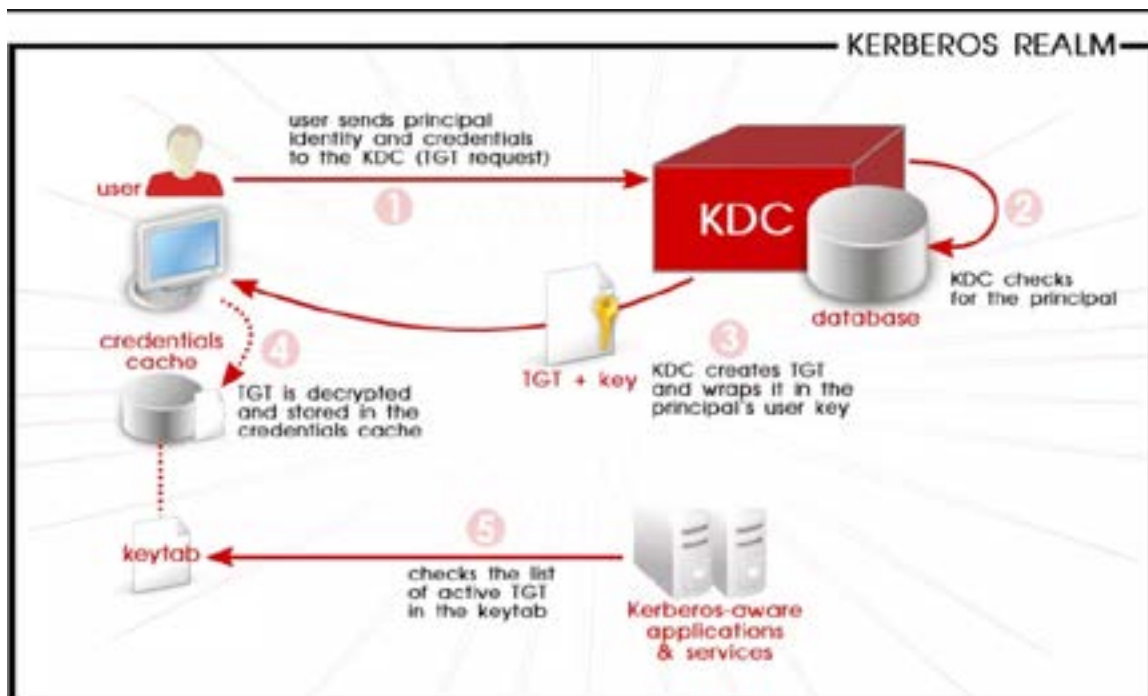 KERBEROS REALM
user sends principal
identity and credentials
to the KDC (TGT request)
user
1
KDC
2
KDC checks
for the principal
database
credentials
cache
4
TGT is decrypted
and stored in the
credentials cache
TGT + key
3
KDC creates TGT
and wraps it in the
principal's user key
keytab
5
checks the list
of active TGT
in the keytab
Kerberos-aware
applications
& services